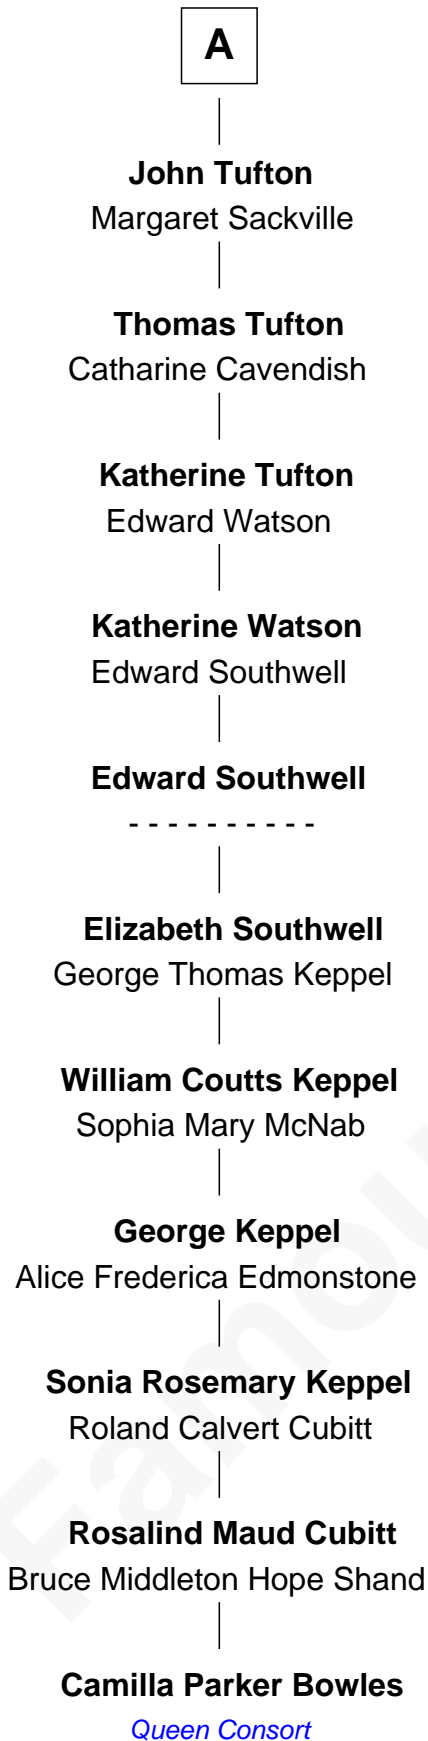 A
John Tufton
Margaret Sackville
Thomas Tufton
Catharine Cavendish
Katherine Tufton
Edward Watson
Katherine Watson
Edward Southwell
Edward Southwell
- - - - - - - - - -
Elizabeth Southwell
George Thomas Keppel
William Coutts Keppel
Sophia Mary McNab
George Keppel
Alice Frederica Edmonstone
Sonia Rosemary Keppel
Roland Calvert Cubitt
Rosalind Maud Cubitt
Bruce Middleton Hope Shand
Camilla Parker Bowles
Queen Consort